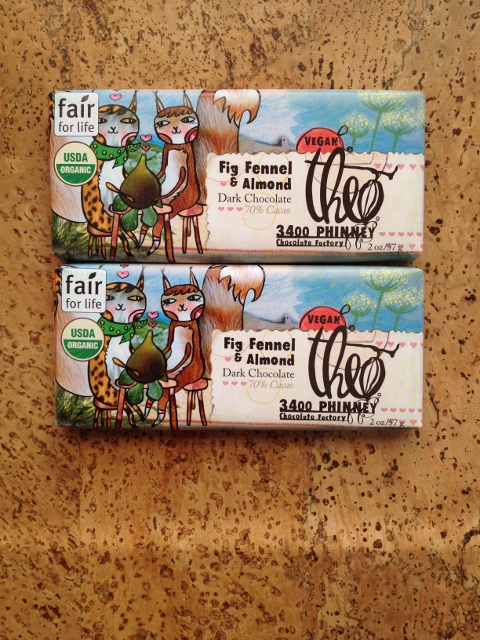 fair
for life
USDA
ORGANIC
VEGAN
theo
Fig Fennel
& Almond
Dark Chocolate
70% Cacao
3400 PHINNEY
Chocolate Factory
2 oz/57 g
fair
for life
USDA
ORGANIC
VEGAN
theo
Fig Fennel
& Almond
Dark Chocolate
70% Cacao
3400 PHINNEY
Chocolate Factory
2 oz/57 g